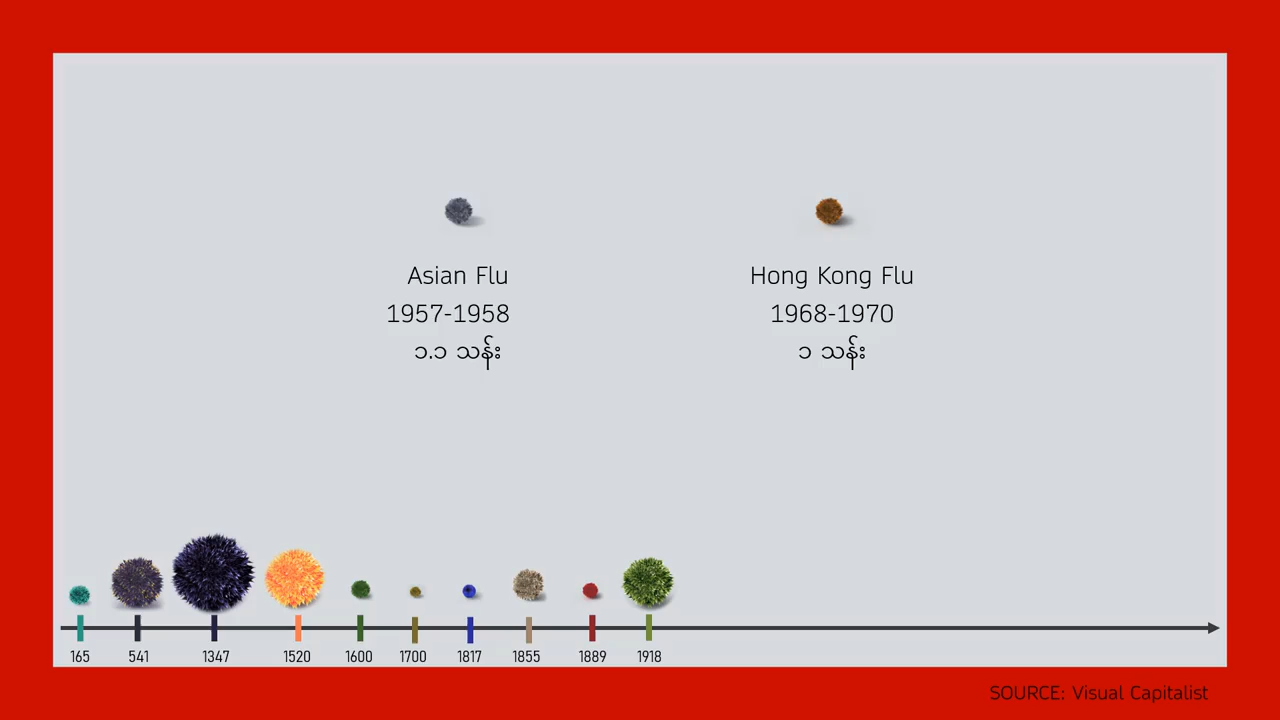 Asian Flu
1957-1958
၁.၁ သန်း
Hong Kong Flu
1968-1970
၁ သန်း
165 541 1347 1520 1600 1700 1817 1855 1889 1918
SOURCE: Visual Capitalist